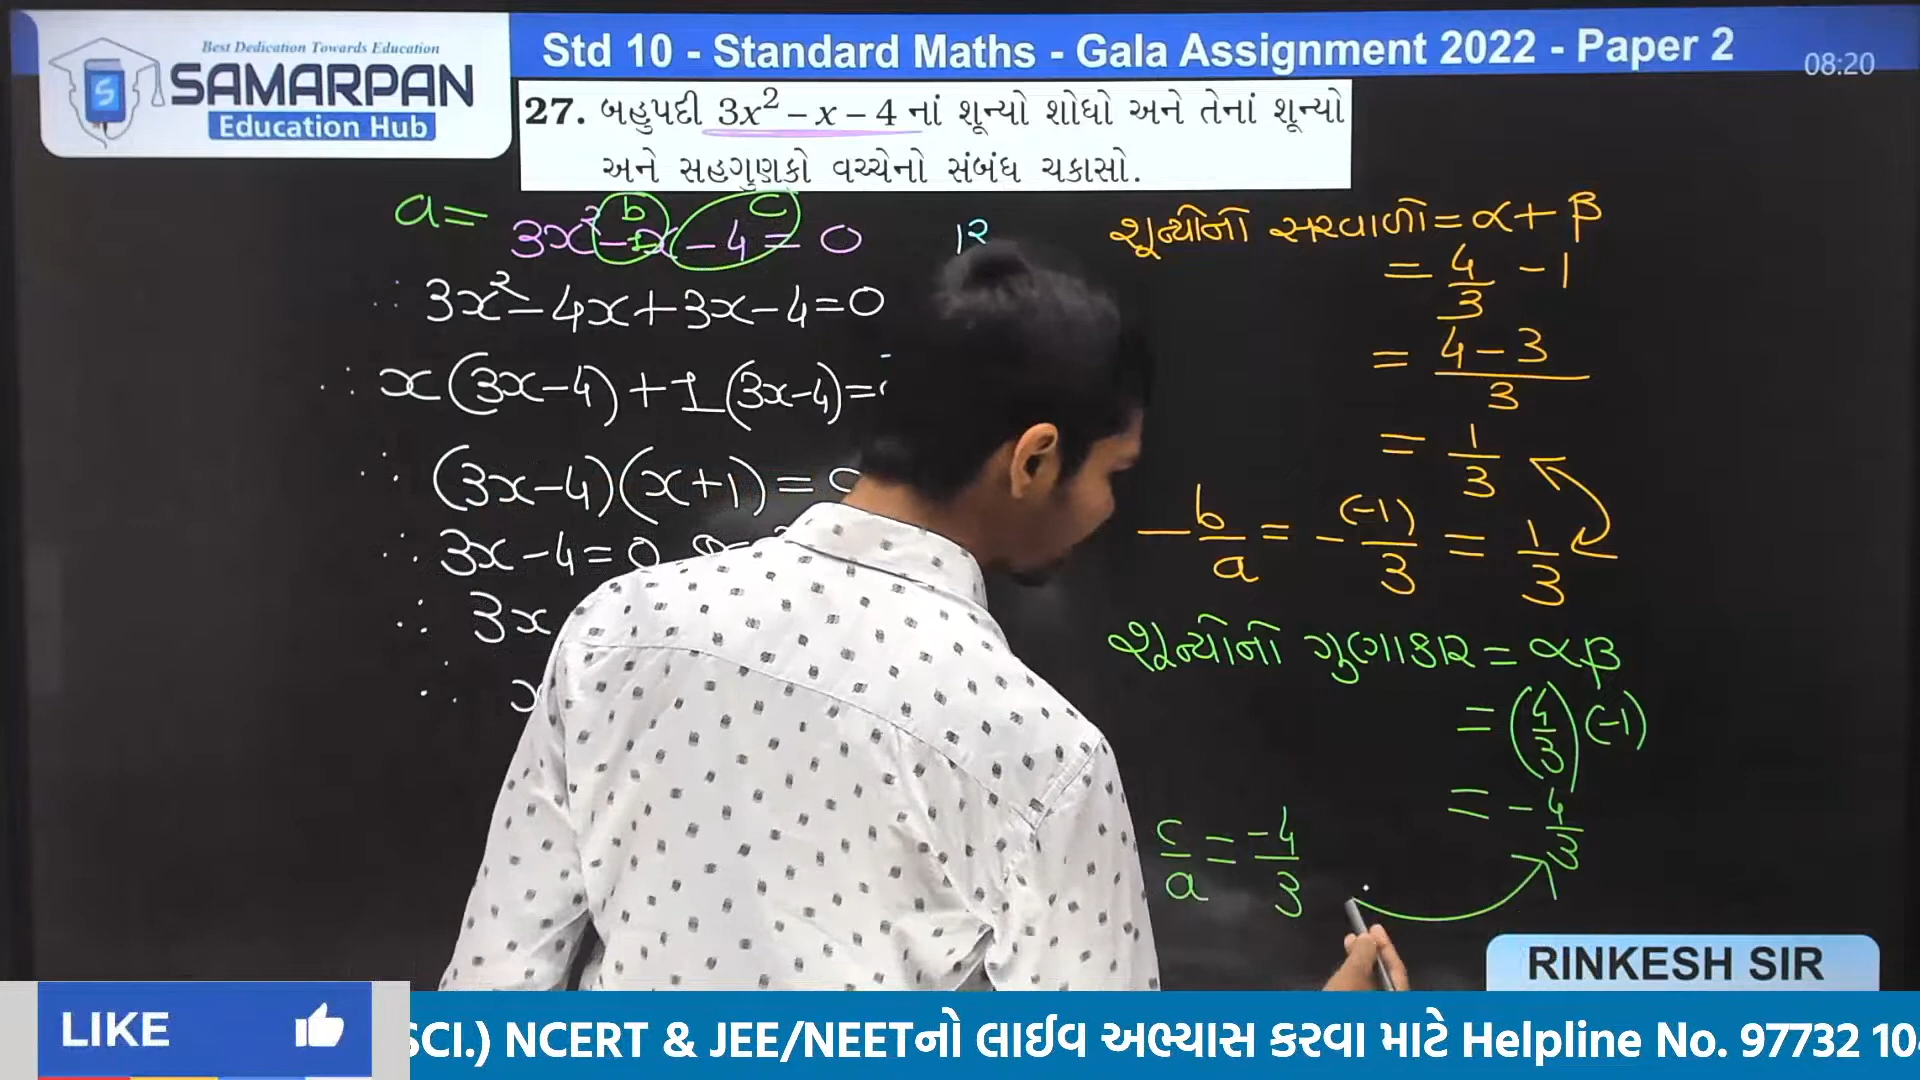 Best Dedication Towards Education
SAMARPAN
Education Hub
Std 10 - Standard Maths - Gala Assignment 2022 - Paper 2
08:20
27. બહુપદી 3x² – x – 4 નાં શૂન્યો શોધો અને તેનાં શૂન્યો
અને સહગુણકો વચ્ચેનો સંબંધ ચકાસો.
a =
b
c
3x² - 1x - 4 = 0
12
∴ 3x² - 4x + 3x - 4 = 0
∴ x(3x-4) + 1(3x-4) =
∴ (3x-4)(x+1) =
∴ 3x-4=0
∴ 3x
∴ x
શૂન્યોનો સરવાળો = α + β
= 4/3 - 1
= (4-3)/3
= 1/3
- b/a = - (-1)/3 = 1/3
શૂન્યોનો ગુણાકાર = αβ
= (4/3)(-1)
= -4/3
c/a = -4/3
RINKESH SIR
LIKE
SCI.) NCERT & JEE/NEETનો લાઈવ અભ્યાસ કરવા માટે Helpline No. 97732 10